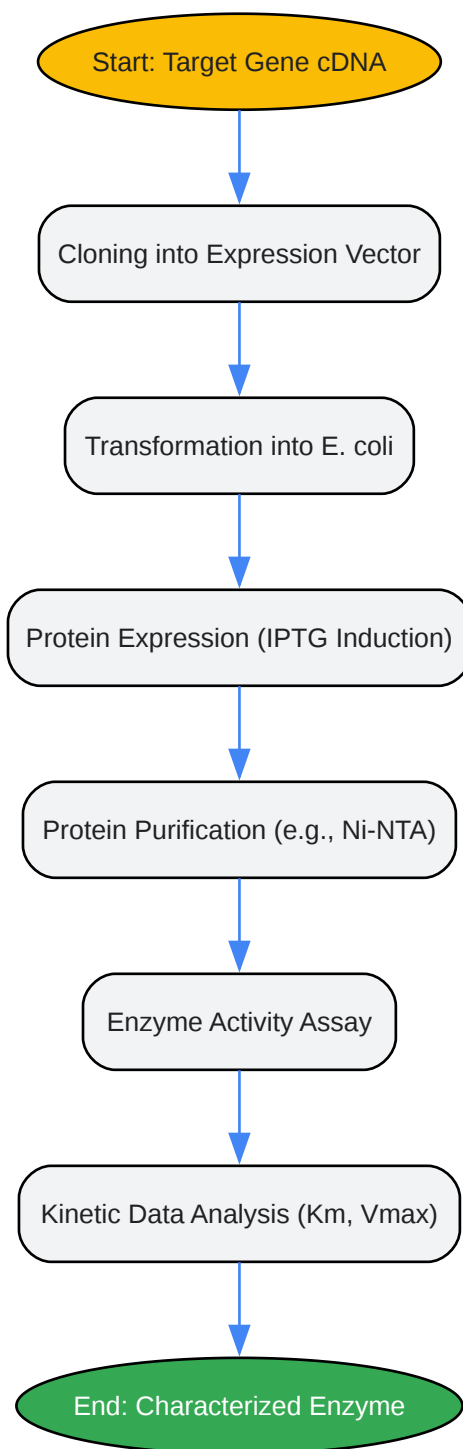 Start: Target Gene cDNA
Cloning into Expression Vector
Transformation into E. coli
Protein Expression (IPTG Induction)
Protein Purification (e.g., Ni-NTA)
Enzyme Activity Assay
Kinetic Data Analysis (Km, Vmax)
End: Characterized Enzyme